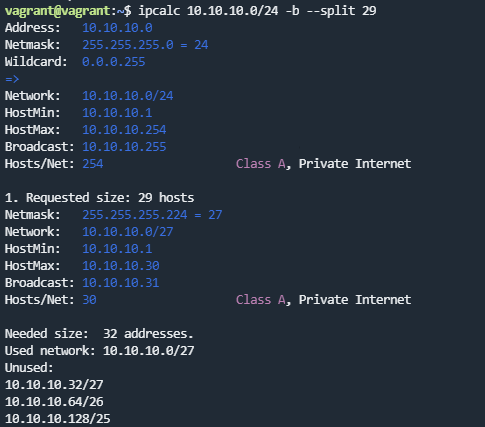 vagrant@vagrant:~$ ipcalc 10.10.10.0/24 -b --split 29
Address:   10.10.10.0
Netmask:   255.255.255.0 = 24
Wildcard:  0.0.0.255
=>
Network:   10.10.10.0/24
HostMin:   10.10.10.1
HostMax:   10.10.10.254
Broadcast: 10.10.10.255
Hosts/Net: 254                   Class A, Private Internet

1. Requested size: 29 hosts
Netmask:   255.255.255.224 = 27
Network:   10.10.10.0/27
HostMin:   10.10.10.1
HostMax:   10.10.10.30
Broadcast: 10.10.10.31
Hosts/Net: 30                    Class A, Private Internet

Needed size:  32 addresses.
Used network: 10.10.10.0/27
Unused:
10.10.10.32/27
10.10.10.64/26
10.10.10.128/25